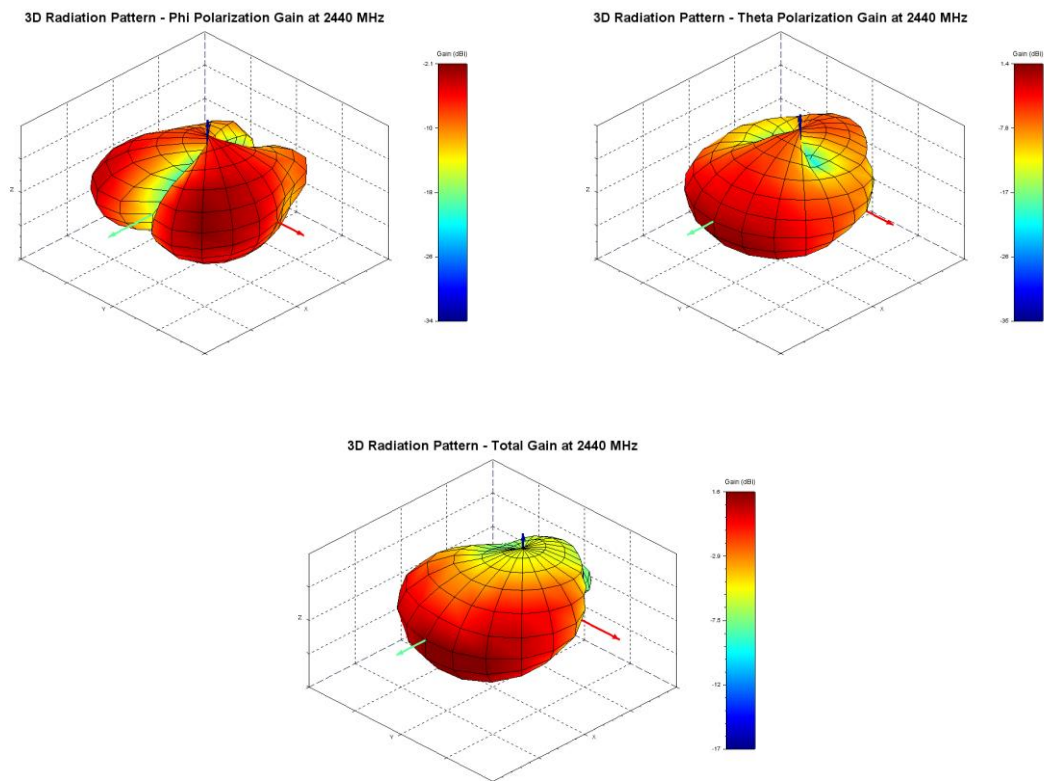 3D Radiation Pattern - Phi Polarization Gain at 2440 MHz
Gain (dBi)
-2.1
-10
-18
-26
-34
Z
Y
X
3D Radiation Pattern - Theta Polarization Gain at 2440 MHz
Gain (dBi)
1.4
-7.8
-17
-26
-36
Z
Y
X
3D Radiation Pattern - Total Gain at 2440 MHz
Gain (dBi)
1.6
-2.9
-7.5
-12
-17
Z
Y
X